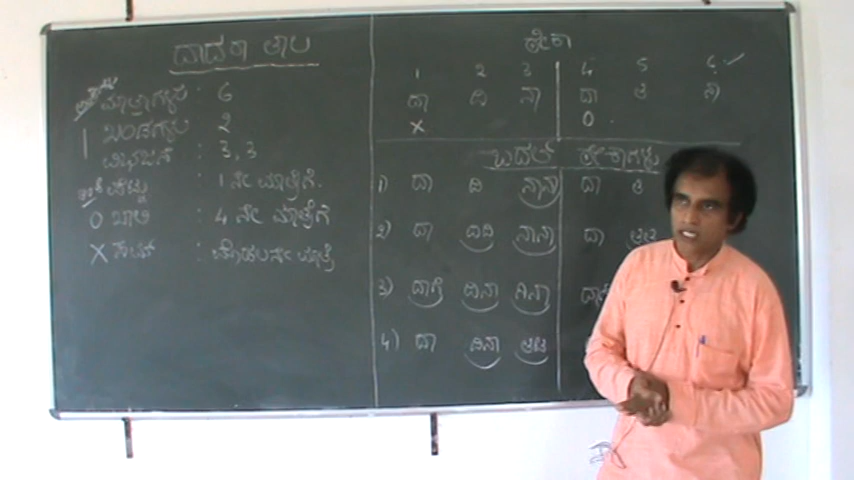 ದಾದರಾ ತಾಲ
ಮಾತ್ರಾಗಳು : 6
| ಖಂಡಗಳು 2
ವಿಭಜನೆ : 3, 3
ಪೆಟ್ಟು : 1 ನೇ ಮಾತ್ರೆಗೆ.
0 ಖಾಲಿ : 4 ನೇ ಮಾತ್ರೆಗೆ
X ಸಮ್ : ಮೊದಲನೇ ಮಾತ್ರೆ
ಠೇಕಾ
1 2 3 4 5 6
ದಾ ದಿ ನಾ ದಾ ತಿ ನಾ
X 0
ಬದಲ್ ಠೇಕಾಗಳು
1) ದಾ ದಿ ನಾನಾ ದಾ ತಿ
2) ದಾ ದಿದಿ ನಾನಾ ದಾ ತಿತಿ
3) ದಾಗೆ ದಿನಾ ಗಿನಾ
4) ದಾ ದಿನಾ